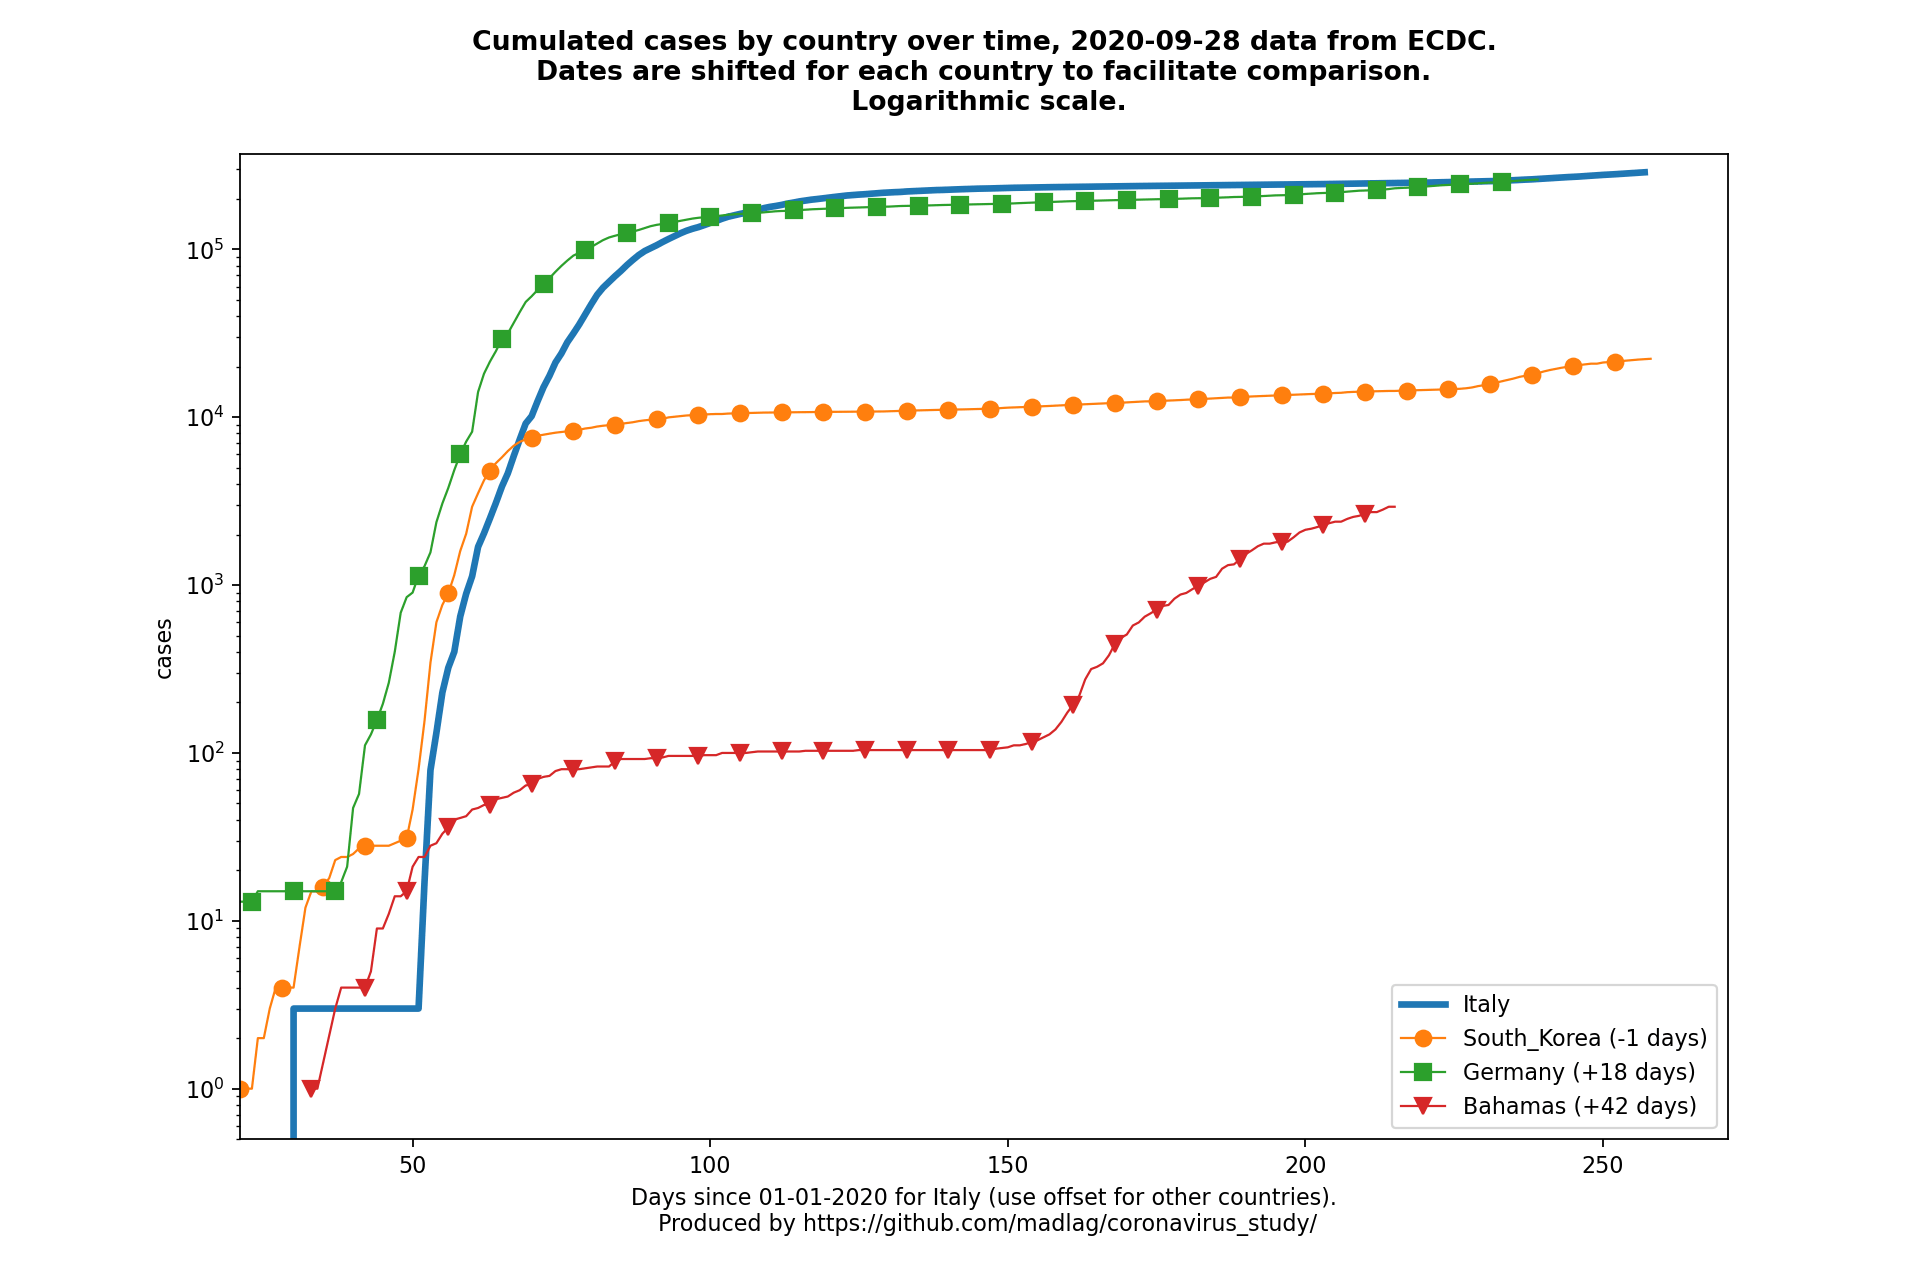 Cumulated cases by country over time, 2020-09-28 data from ECDC.
Dates are shifted for each country to facilitate comparison.
Logarithmic scale.
cases
10^5
10^4
10^3
10^2
10^1
10^0
50
100
150
200
250
Italy
South_Korea (-1 days)
Germany (+18 days)
Bahamas (+42 days)
Days since 01-01-2020 for Italy (use offset for other countries).
Produced by https://github.com/madlag/coronavirus_study/